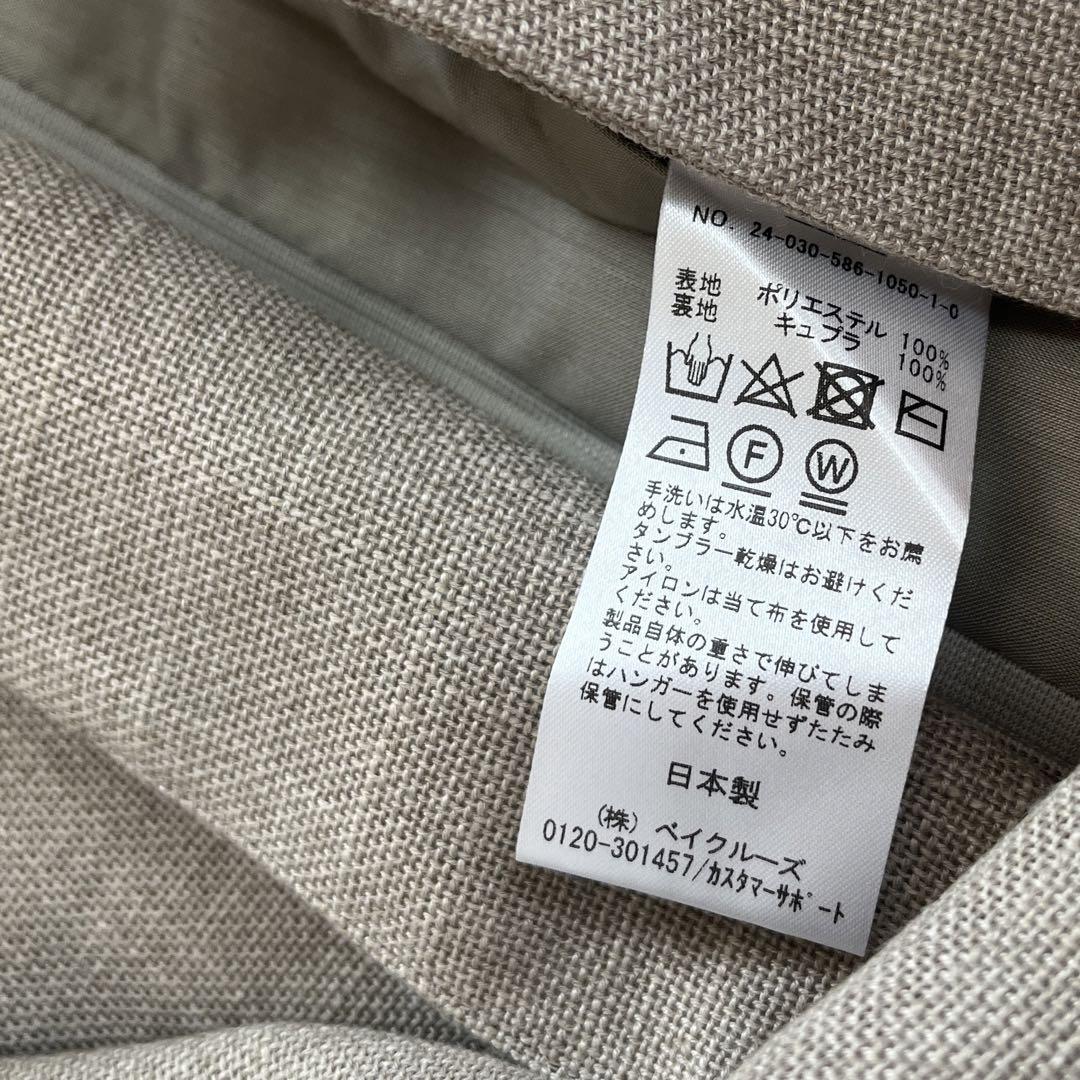 NO. 24-030-586-1050-1-0
表地 ポリエステル 100%
裏地 キュプラ 100%
F W
手洗いは水温30℃以下をお薦
めします。
タンブラー乾燥はお避けくだ
さい。
アイロンは当て布を使用して
ください。
製品自体の重さで伸びてしま
うことがあります。保管の際
はハンガーを使用せずたたみ
保管にしてください。
日本製
(株) ベイクルーズ
0120-301457/カスタマーサポート